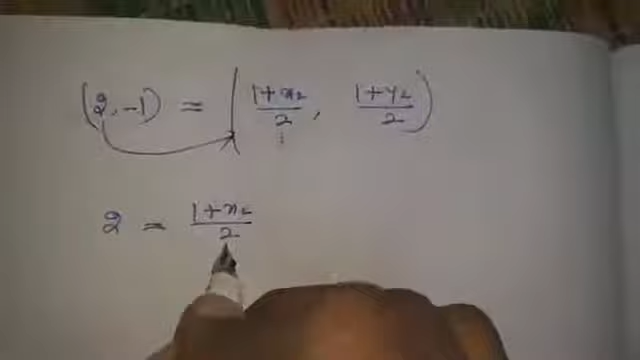 (2, -1) = (1+x₂/2, 1+y₂/2)
2 = 1+x₂/2